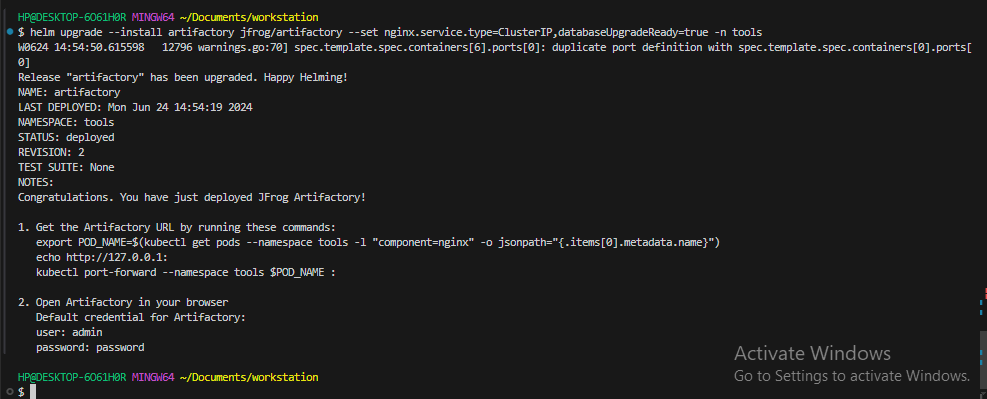 HP@DESKTOP-6O61H0R MINGW64 ~/Documents/workstation
$ helm upgrade --install artifactory jfrog/artifactory --set nginx.service.type=ClusterIP,databaseUpgradeReady=true -n tools
W0624 14:54:50.615598   12796 warnings.go:70] spec.template.spec.containers[6].ports[0]: duplicate port definition with spec.template.spec.containers[0].ports[
0]
Release "artifactory" has been upgraded. Happy Helming!
NAME: artifactory
LAST DEPLOYED: Mon Jun 24 14:54:19 2024
NAMESPACE: tools
STATUS: deployed
REVISION: 2
TEST SUITE: None
NOTES:
Congratulations. You have just deployed JFrog Artifactory!

1. Get the Artifactory URL by running these commands:
   export POD_NAME=$(kubectl get pods --namespace tools -l "component=nginx" -o jsonpath="{.items[0].metadata.name}")
   echo http://127.0.0.1:
   kubectl port-forward --namespace tools $POD_NAME :

2. Open Artifactory in your browser
   Default credential for Artifactory:
   user: admin
   password: password

HP@DESKTOP-6O61H0R MINGW64 ~/Documents/workstation
$
Activate Windows
Go to Settings to activate Windows.